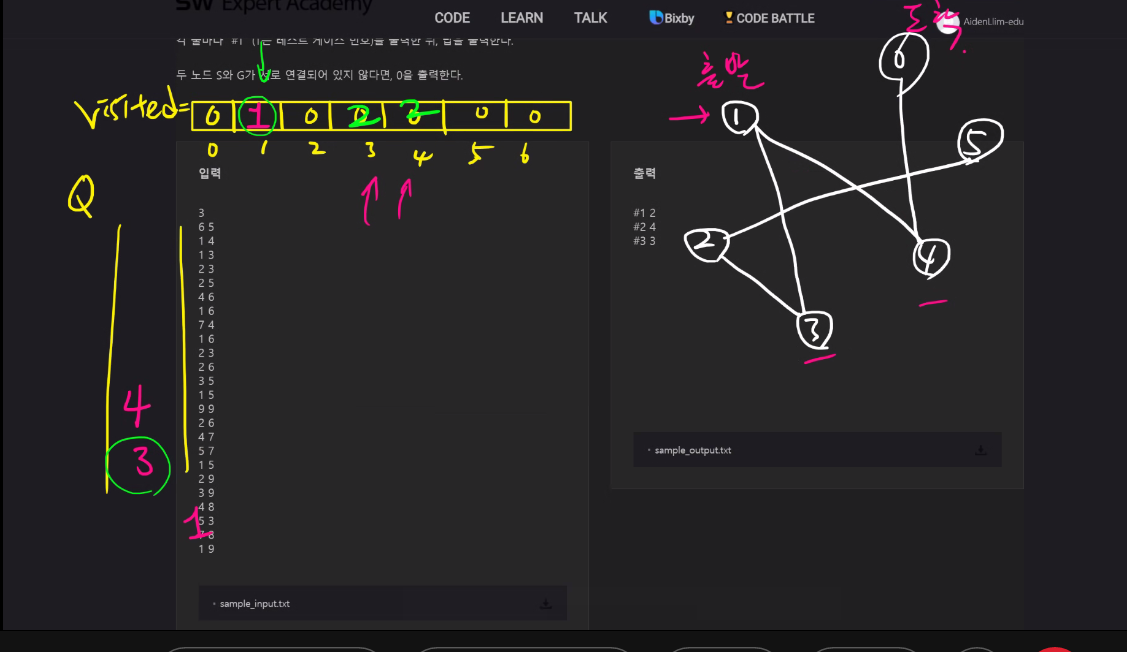 SW Expert Academy
CODE LEARN TALK Bixby CODE BATTLE AidenLlim-edu
도착?
각 줄마다 "#T" (T는 테스트 케이스 번호)를 출력한 뒤, 답을 출력한다.
두 노드 S와 G가 서로 연결되어 있지 않다면, 0을 출력한다.
출발
visited= 0 1 0 2 2 0 0
0 1 2 3 4 5 6
Q
4
3
1
입력
3
6 5
1 4
1 3
2 3
2 5
4 6
1 6
7 4
1 6
2 3
2 6
3 5
1 5
9 9
2 6
4 7
5 7
1 5
2 9
3 9
4 8
5 3
7 8
1 9
sample_input.txt
출력
#1 2
#2 4
#3 3
sample_output.txt
0
1
5
2
4
3